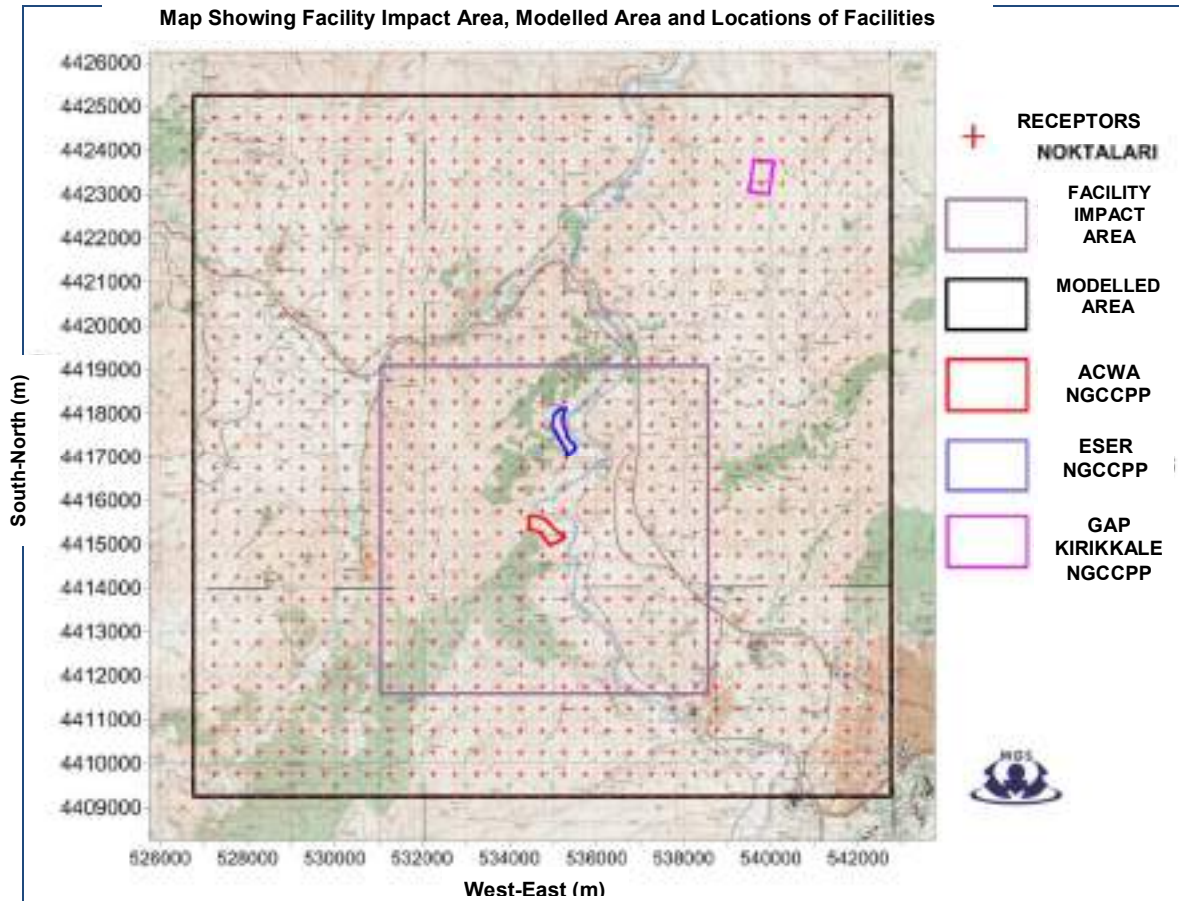 Map Showing Facility Impact Area, Modelled Area and Locations of Facilities
4426000
4425000
4424000
4423000
4422000
4421000
4420000
4419000
4418000
4417000
4416000
4415000
4414000
4413000
4412000
4411000
4410000
4409000
South-North (m)
526000 528000 530000 532000 534000 536000 538000 540000 542000
West-East (m)
RECEPTORS
NOKTALARI
FACILITY
IMPACT
AREA
MODELLED
AREA
ACWA
NGCCPP
ESER
NGCCPP
GAP
KIRIKKALE
NGCCPP
MGS